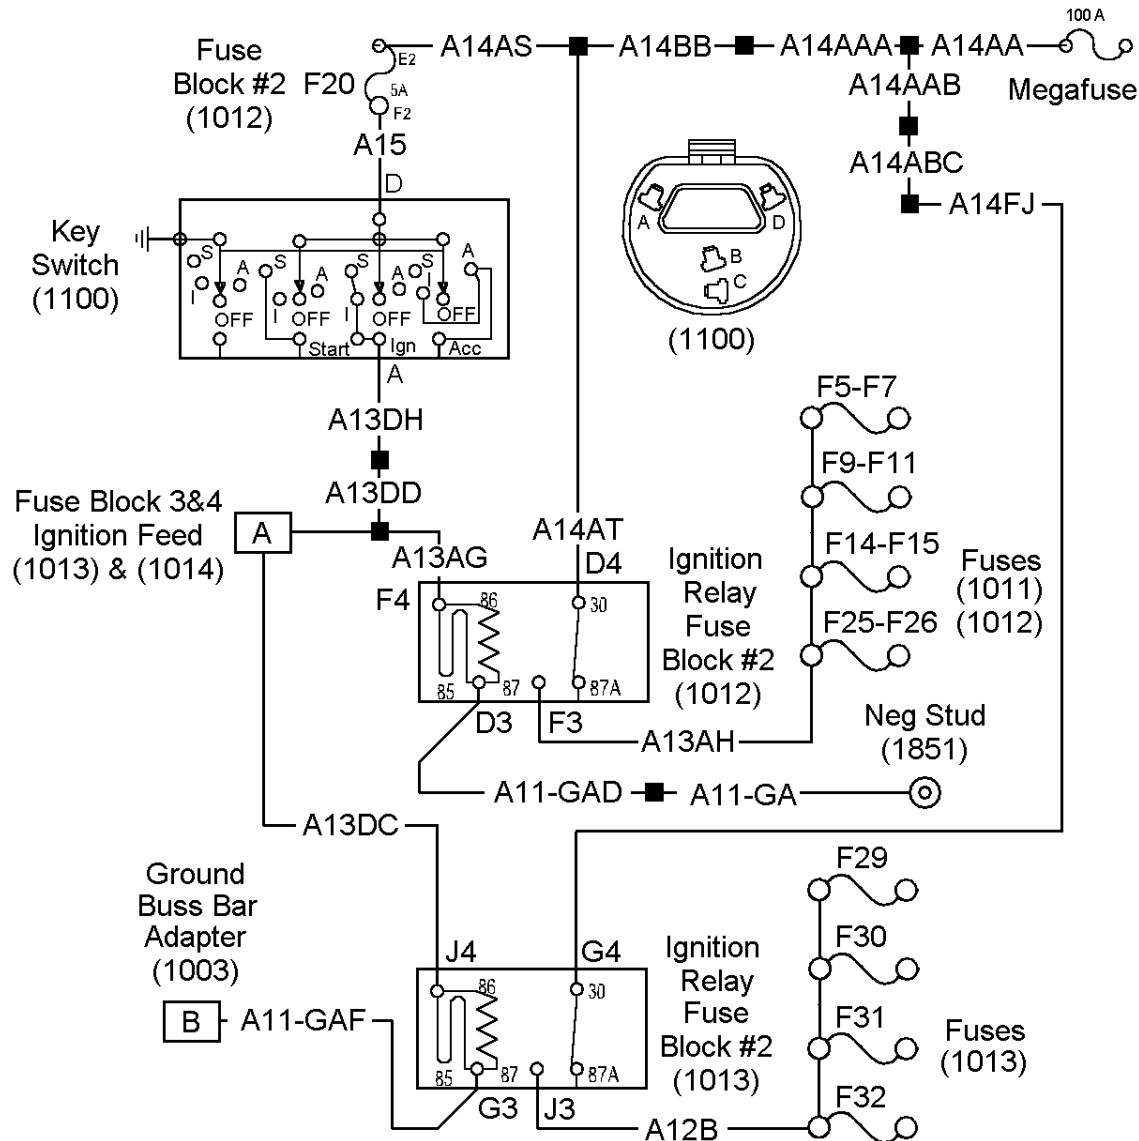 100 A
Megafuse
A14AS
A14BB
A14AAA
A14AA
Fuse
Block #2
(1012)
F20
E2
5A
F2
A15
A14AAB
A14ABC
A14FJ
D
Key
Switch
(1100)
S
I
A
OFF
S
I
A
OFF
S
I
A
OFF
S
I
A
OFF
Start
Ign
Acc
A
A
D
B
C
(1100)
A13DH
A13DD
Fuse Block 3&4
Ignition Feed
(1013) & (1014)
A
A13AG
A14AT
D4
F4
86
30
85
87
87A
D3
F3
Ignition
Relay
Fuse
Block #2
(1012)
F5-F7
F9-F11
F14-F15
F25-F26
Fuses
(1011)
(1012)
A13AH
Neg Stud
(1851)
A11-GAD
A11-GA
A13DC
Ground
Buss Bar
Adapter
(1003)
B
A11-GAF
J4
G4
86
30
85
87
87A
G3
J3
Ignition
Relay
Fuse
Block #2
(1013)
F29
F30
F31
F32
Fuses
(1013)
A12B